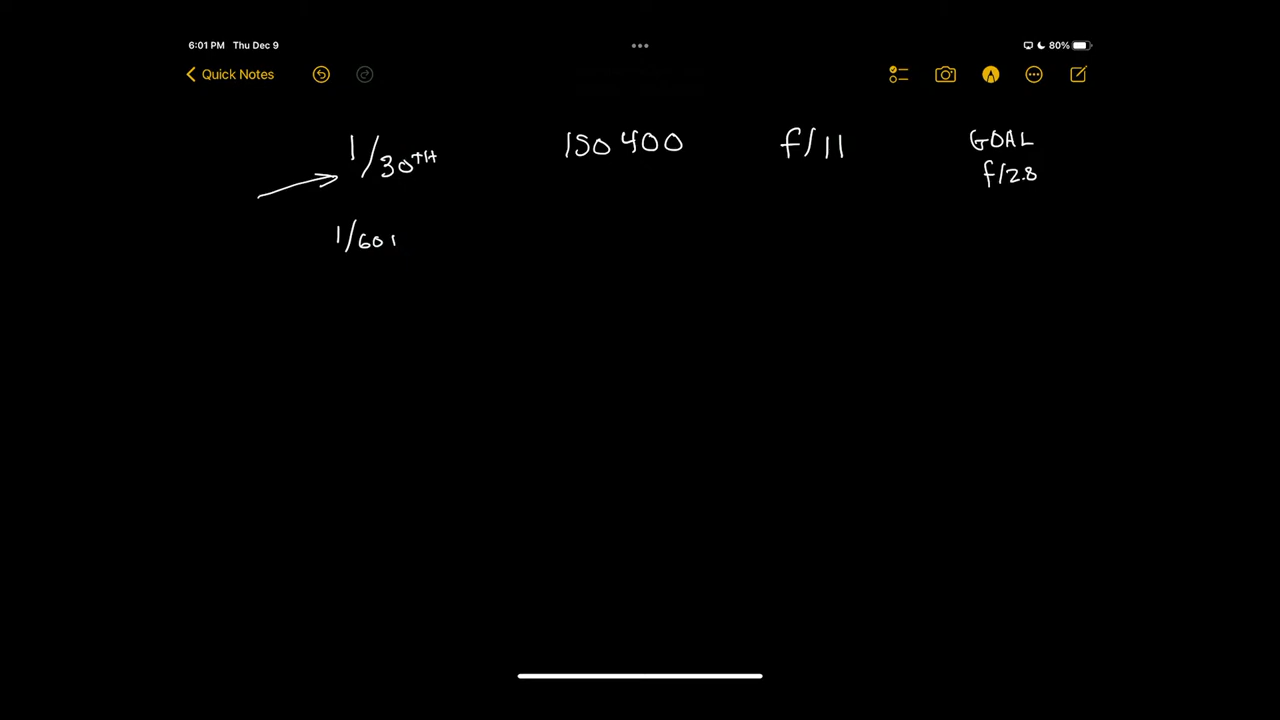 6:01 PM Thu Dec 9
80%
Quick Notes
1/30TH ISO 400 f/11 GOAL
f/2.8
1/60